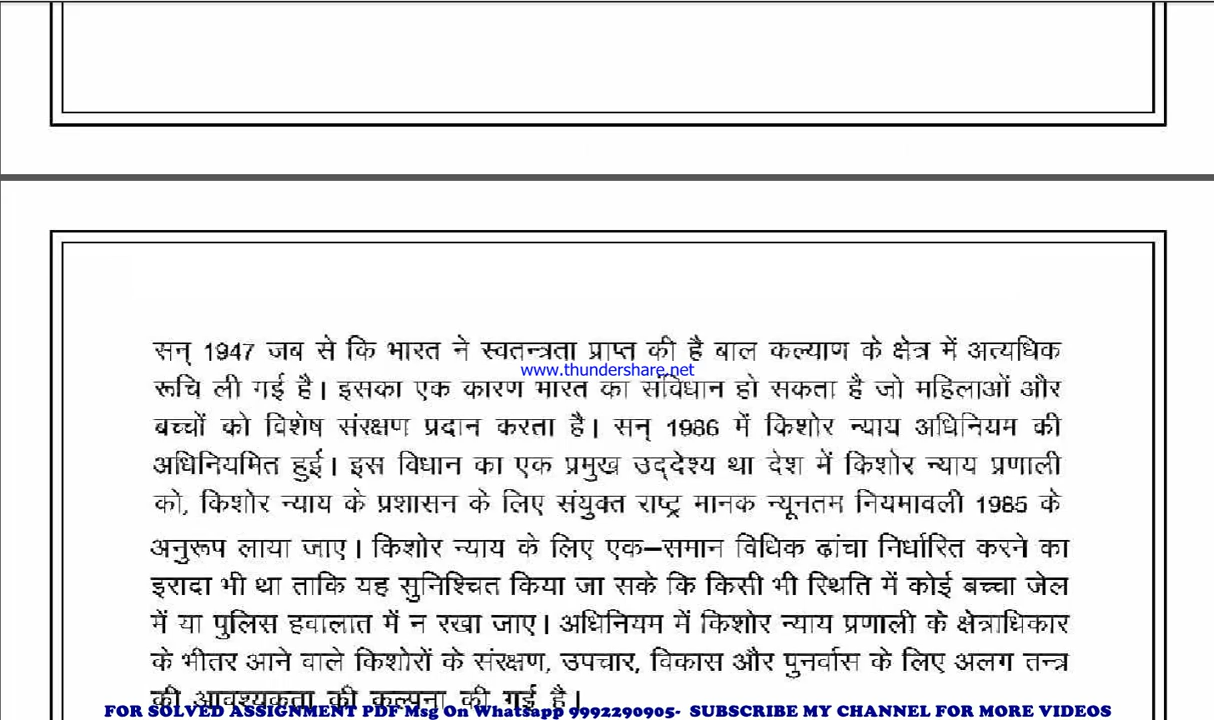 सन् 1947 जब से कि भारत ने स्वतन्त्रता प्राप्त की है बाल कल्याण के क्षेत्र में अत्यधिक
www.thundershare.net
रूचि ली गई है। इसका एक कारण भारत का संविधान हो सकता है जो महिलाओं और
बच्चों को विशेष संरक्षण प्रदान करता है। सन् 1986 में किशोर न्याय अधिनियम की
अधिनियमित हुई। इस विधान का एक प्रमुख उद्देश्य था देश में किशोर न्याय प्रणाली
को, किशोर न्याय के प्रशासन के लिए संयुक्त राष्ट्र मानक न्यूनतम नियमावली 1985 के
अनुरूप लाया जाए। किशोर न्याय के लिए एक–समान विधिक ढांचा निर्धारित करने का
इरादा भी था ताकि यह सुनिश्चित किया जा सके कि किसी भी स्थिति में कोई बच्चा जेल
में या पुलिस हवालात में न रखा जाए। अधिनियम में किशोर न्याय प्रणाली के क्षेत्राधिकार
के भीतर आने वाले किशोरों के संरक्षण, उपचार, विकास और पुनर्वास के लिए अलग तन्त्र
की आवश्यकता की कल्पना की गई है।
FOR SOLVED ASSIGNMENT PDF Msg On Whatsapp 9992290905- SUBSCRIBE MY CHANNEL FOR MORE VIDEOS